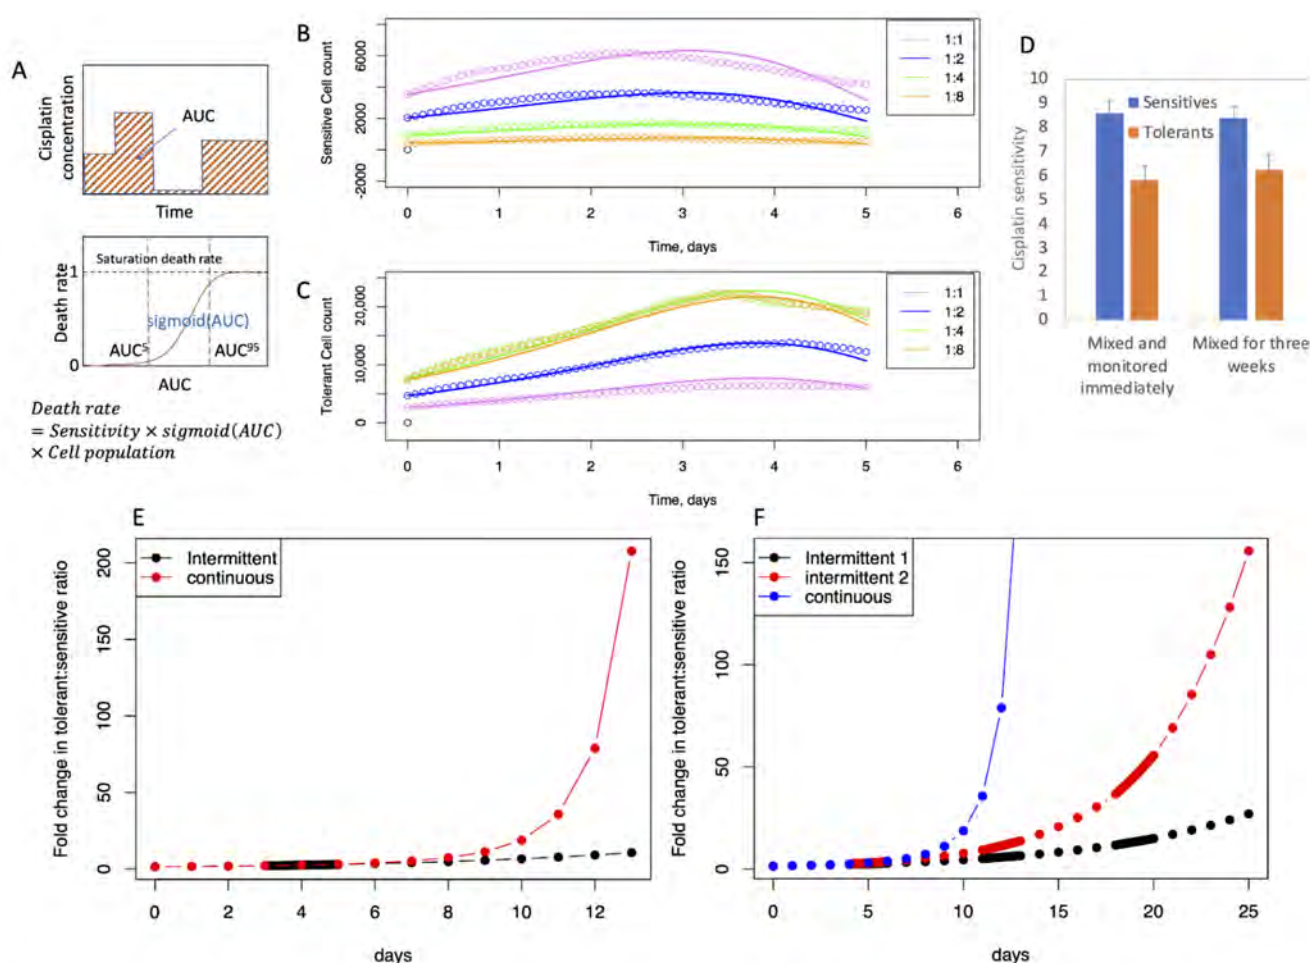 A
Cisplatin
concentration
AUC
Time
Death rate
1
0
Saturation death rate
sigmoid(AUC)
AUC⁵
AUC⁹⁵
AUC
Death rate
= Sensitivity × sigmoid(AUC)
× Cell population
B
Sensitive Cell count
-2000
2000
6000
1:1
1:2
1:4
1:8
0 1 2 3 4 5 6
Time, days
C
Tolerant Cell count
0
10,000
20,000
1:1
1:2
1:4
1:8
0 1 2 3 4 5 6
Time, days
D
Cisplatin sensitivity
10
9
8
7
6
5
4
3
2
1
0
Sensitives
Tolerants
Mixed and
monitored
immediately
Mixed for three
weeks
E
Fold change in tolerant:sensitive ratio
200
150
100
50
0
Intermittent
continuous
0 2 4 6 8 10 12
days
F
Fold change in tolerant:sensitive ratio
150
100
50
0
Intermittent 1
intermittent 2
continuous
0 5 10 15 20 25
days